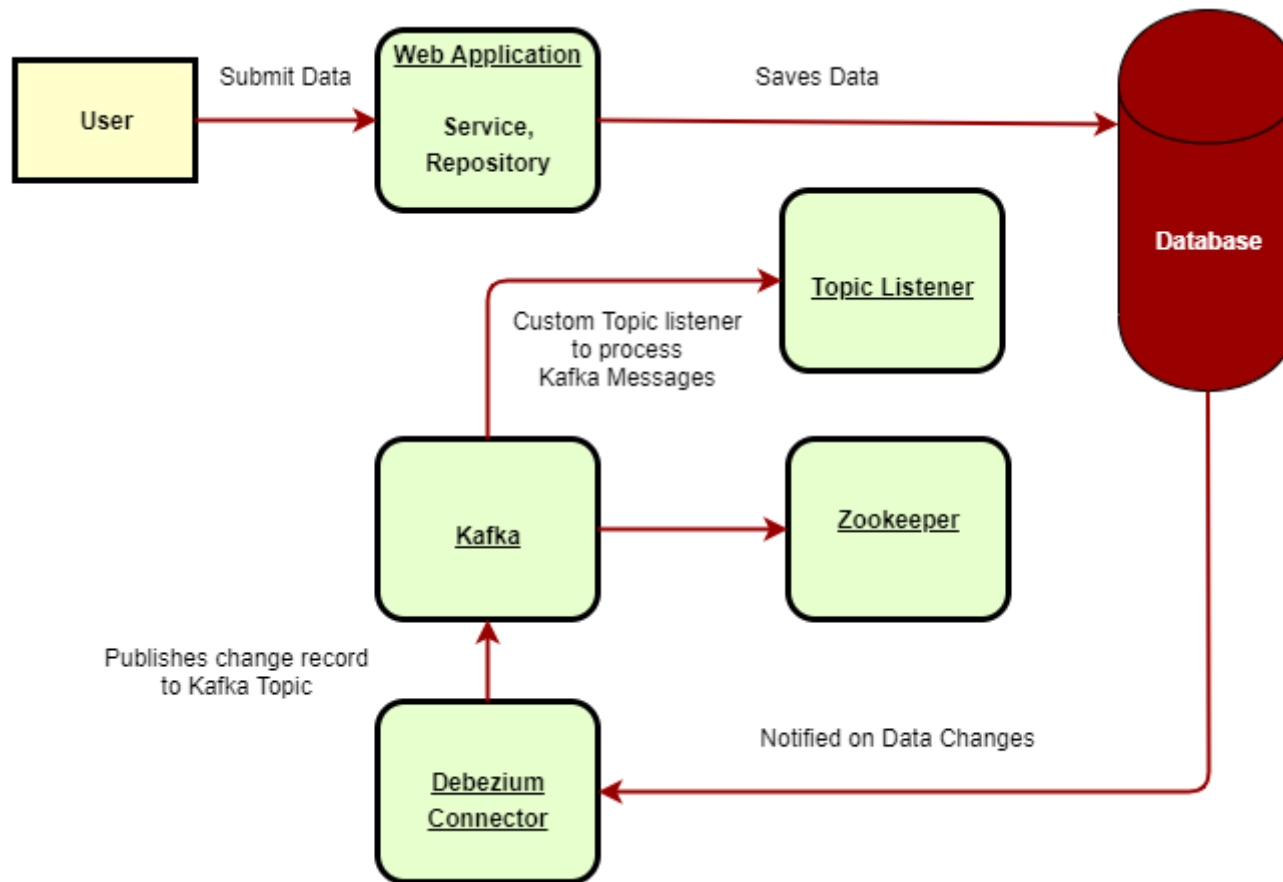 User
Submit Data
Web Application
Service,
Repository
Saves Data
Database
Topic Listener
Custom Topic listener
to process
Kafka Messages
Kafka
Zookeeper
Publishes change record
to Kafka Topic
Debezium
Connector
Notified on Data Changes